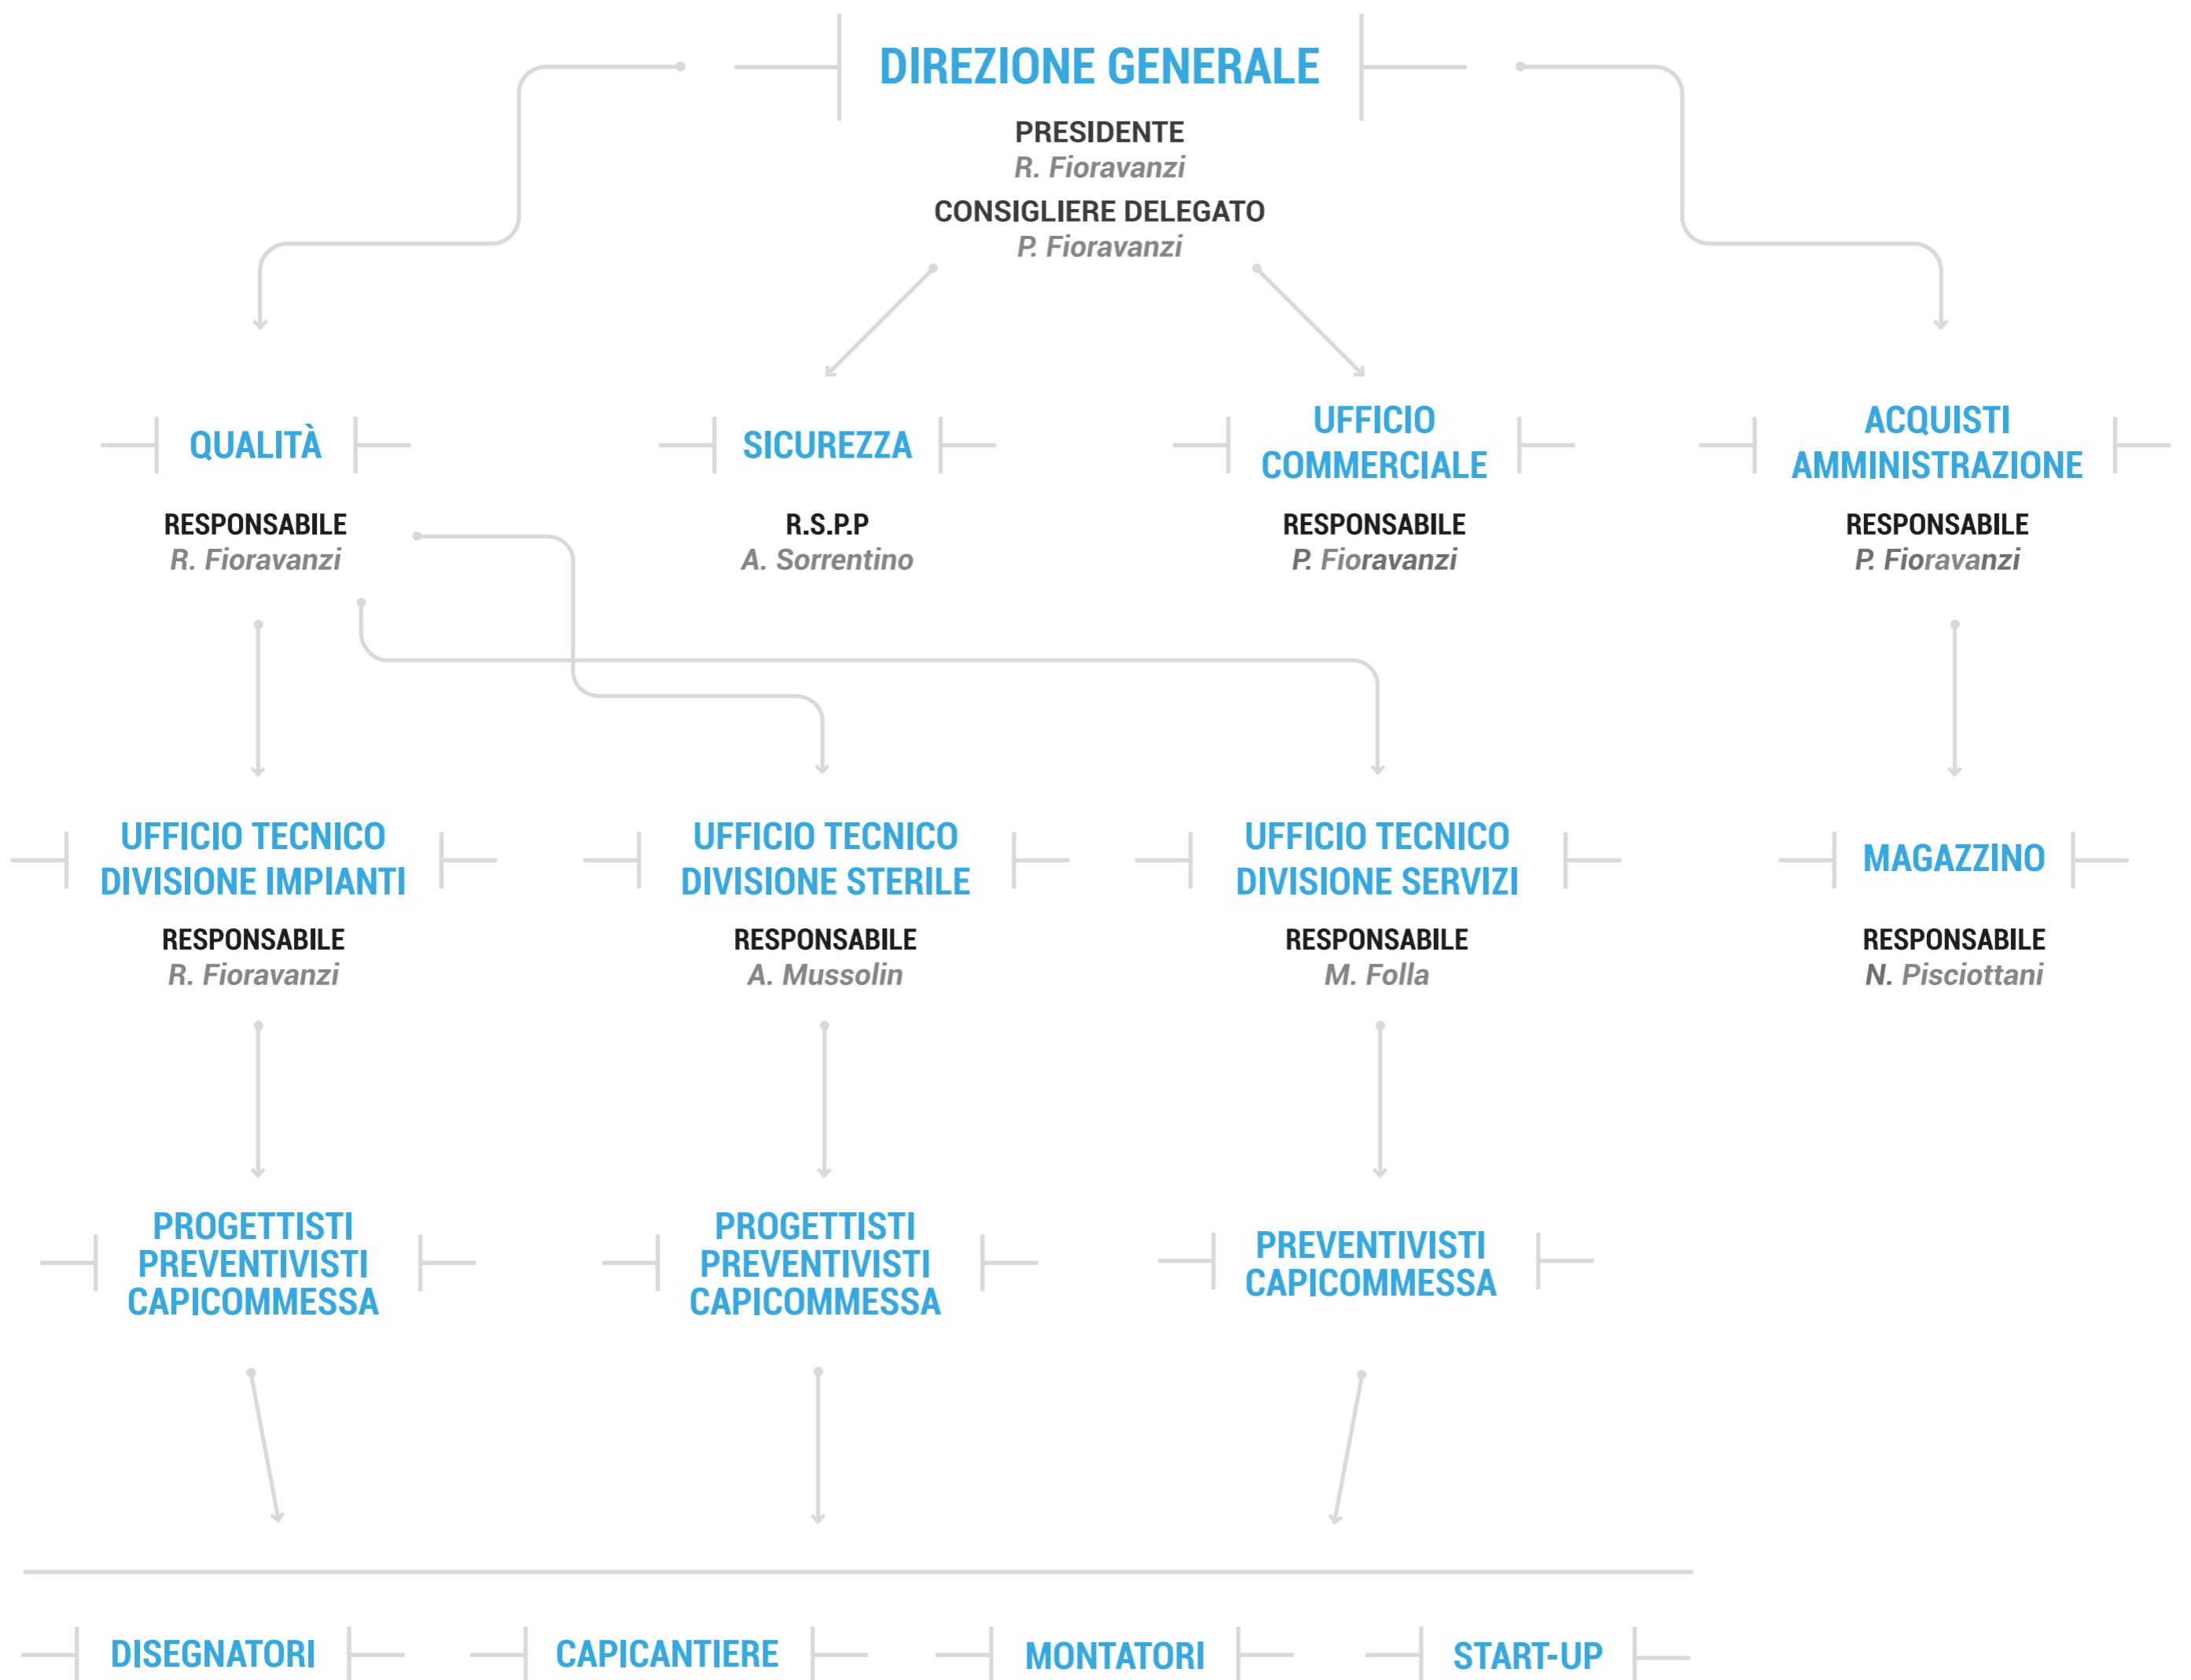 DIREZIONE GENERALE
PRESIDENTE
R. Fioravanzi
CONSIGLIERE DELEGATO
P. Fioravanzi
QUALITÀ
RESPONSABILE
R. Fioravanzi
SICUREZZA
R.S.P.P
A. Sorrentino
UFFICIO
COMMERCIALE
RESPONSABILE
P. Fioravanzi
ACQUISTI
AMMINISTRAZIONE
RESPONSABILE
P. Fioravanzi
UFFICIO TECNICO
DIVISIONE IMPIANTI
RESPONSABILE
R. Fioravanzi
UFFICIO TECNICO
DIVISIONE STERILE
RESPONSABILE
A. Mussolin
UFFICIO TECNICO
DIVISIONE SERVIZI
RESPONSABILE
M. Folla
MAGAZZINO
RESPONSABILE
N. Pisciottani
PROGETTISTI
PREVENTIVISTI
CAPICOMMESSA
PROGETTISTI
PREVENTIVISTI
CAPICOMMESSA
PREVENTIVISTI
CAPICOMMESSA
DISEGNATORI
CAPICANTIERE
MONTATORI
START-UP